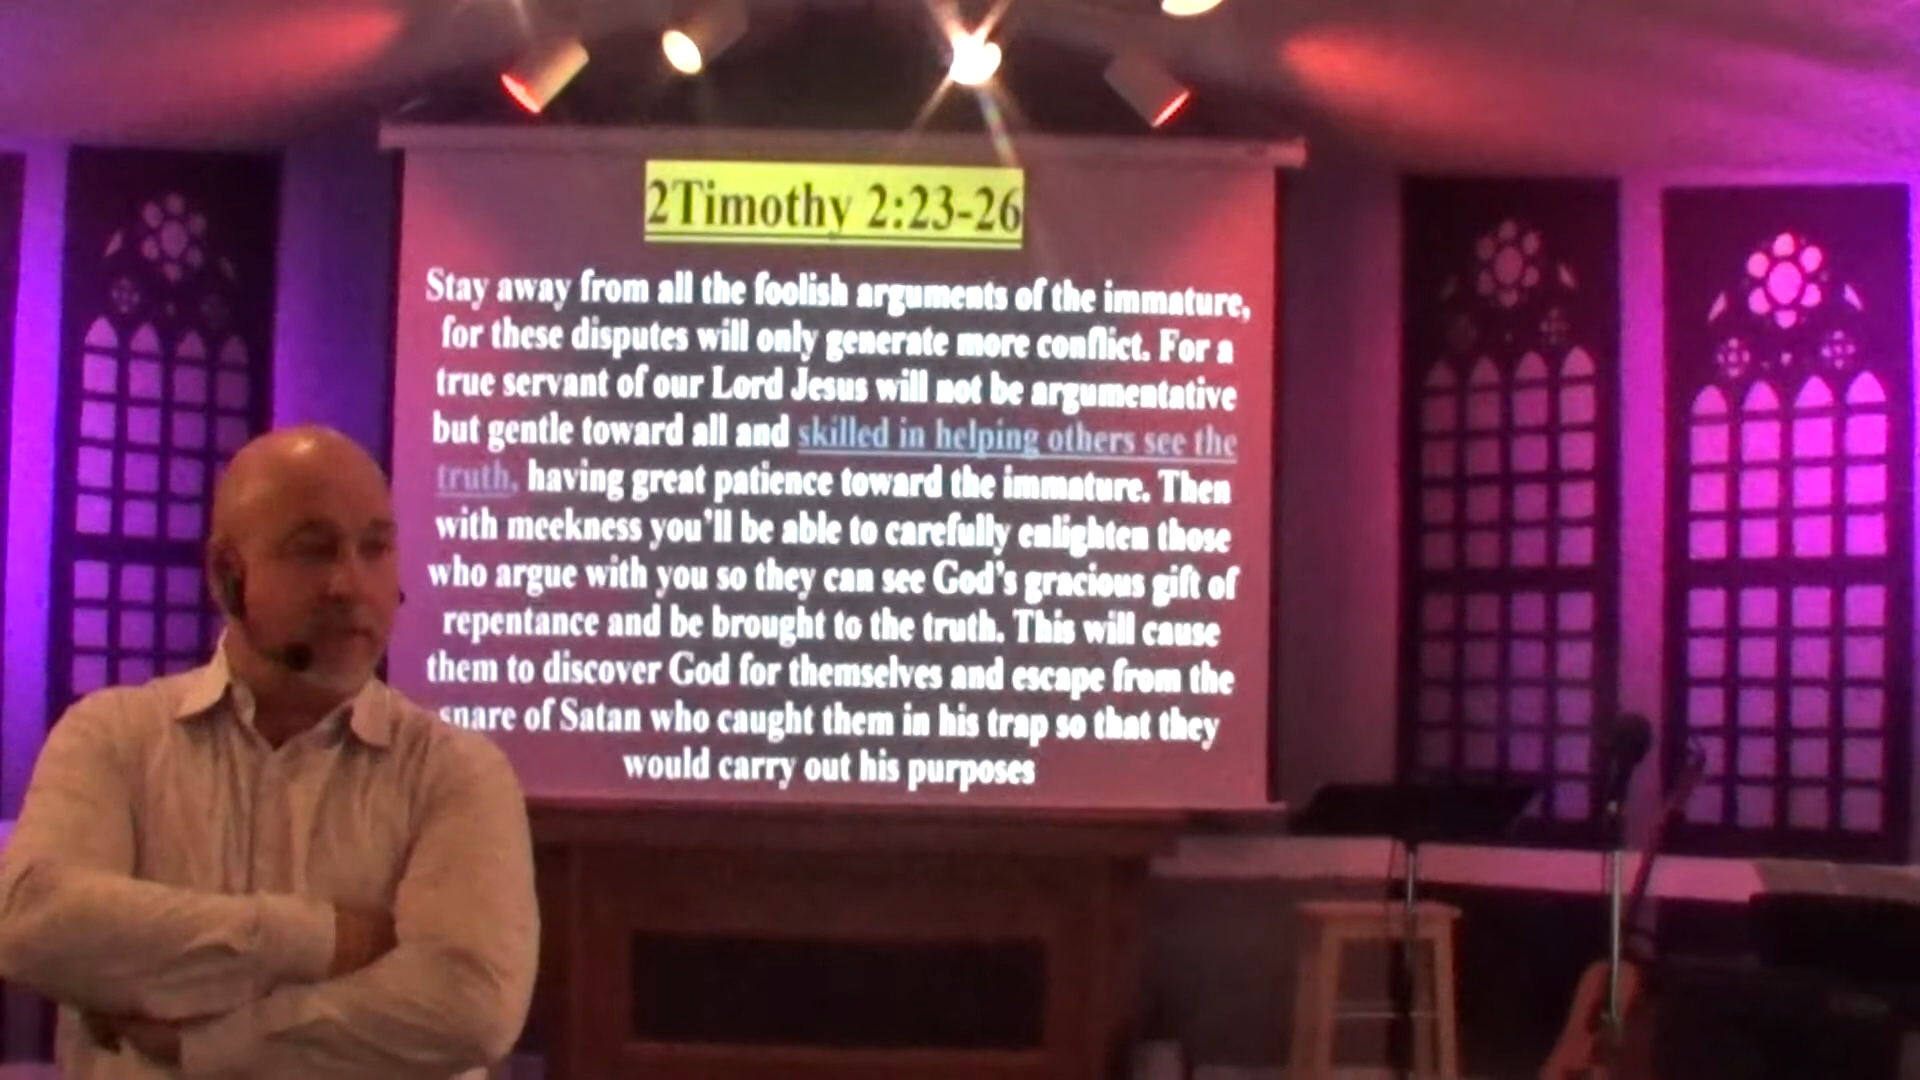 2Timothy 2:23-26
Stay away from all the foolish arguments of the immature,
for these disputes will only generate more conflict. For a
true servant of our Lord Jesus will not be argumentative
but gentle toward all and skilled in helping others see the
truth, having great patience toward the immature. Then
with meekness you’ll be able to carefully enlighten those
who argue with you so they can see God’s gracious gift of
repentance and be brought to the truth. This will cause
them to discover God for themselves and escape from the
snare of Satan who caught them in his trap so that they
would carry out his purposes